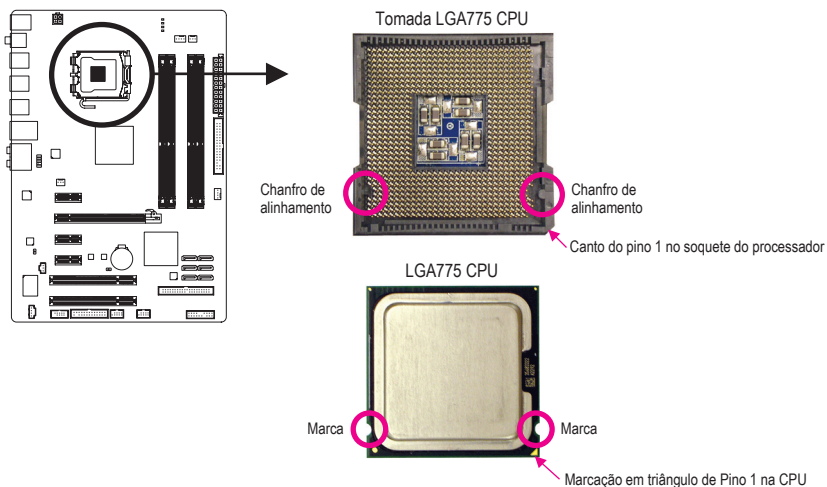 Tomada LGA775 CPU
Chanfro de
alinhamento
Chanfro de
alinhamento
Canto do pino 1 no soquete do processador
LGA775 CPU
Marca
Marca
Marcação em triângulo de Pino 1 na CPU